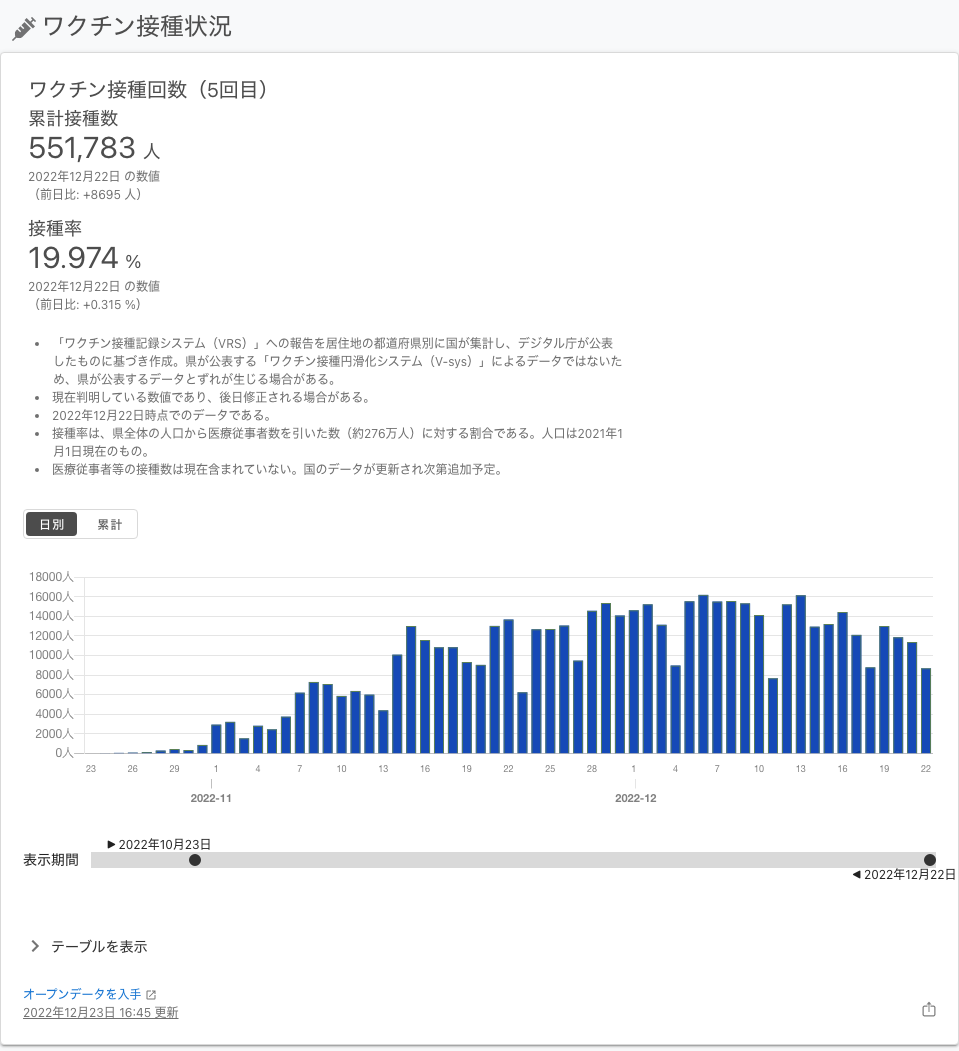 ワクチン接種状況
ワクチン接種回数（5回目）
累計接種数
551,783 人
2022年12月22日 の数値
（前日比: +8695 人）
接種率
19.974 %
2022年12月22日 の数値
（前日比: +0.315 %）
• 「ワクチン接種記録システム（VRS）」への報告を居住地の都道府県別に国が集計し、デジタル庁が公表
したものに基づき作成。県が公表する「ワクチン接種円滑化システム（V-sys）」によるデータではないた
め、県が公表するデータとずれが生じる場合がある。
• 現在判明している数値であり、後日修正される場合がある。
• 2022年12月22日時点でのデータである。
• 接種率は、県全体の人口から医療従事者数を引いた数（約276万人）に対する割合である。人口は2021年1
月1日現在のもの。
• 医療従事者等の接種数は現在含まれていない。国のデータが更新され次第追加予定。
日別 累計
18000人
16000人
14000人
12000人
10000人
8000人
6000人
4000人
2000人
0人
23 26 29 1 4 7 10 13 16 19 22 25 28 1 4 7 10 13 16 19 22
2022-11 2022-12
▶ 2022年10月23日
表示期間
◀ 2022年12月22日
テーブルを表示
オープンデータを入手
2022年12月23日 16:45 更新